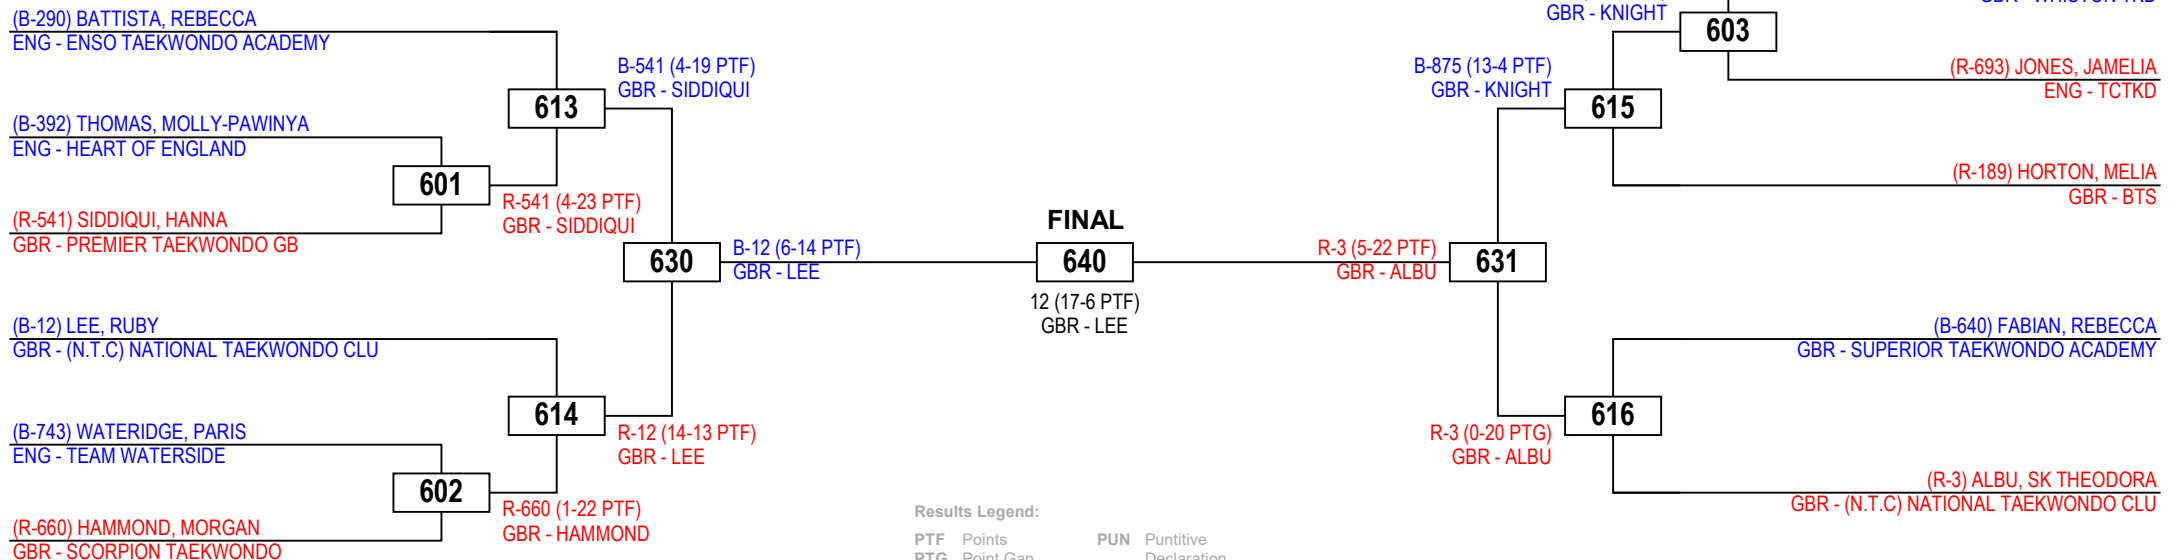 (B-290) BATTISTA, REBECCA
ENG - ENSO TAEKWONDO ACADEMY
613
B-541 (4-19 PTF)
GBR - SIDDIQUI
(B-392) THOMAS, MOLLY-PAWINYA
ENG - HEART OF ENGLAND
601
R-541 (4-23 PTF)
GBR - SIDDIQUI
(R-541) SIDDIQUI, HANNA
GBR - PREMIER TAEKWONDO GB
630
B-12 (6-14 PTF)
GBR - LEE
(B-12) LEE, RUBY
GBR - (N.T.C) NATIONAL TAEKWONDO CLU
614
R-12 (14-13 PTF)
GBR - LEE
(B-743) WATERIDGE, PARIS
ENG - TEAM WATERSIDE
602
R-660 (1-22 PTF)
GBR - HAMMOND
(R-660) HAMMOND, MORGAN
GBR - SCORPION TAEKWONDO
FINAL
640
12 (17-6 PTF)
GBR - LEE
GBR - KNIGHT
603
(R-693) JONES, JAMELIA
ENG - TCTKD
B-875 (13-4 PTF)
GBR - KNIGHT
615
(R-189) HORTON, MELIA
GBR - BTS
R-3 (5-22 PTF)
GBR - ALBU
631
(B-640) FABIAN, REBECCA
GBR - SUPERIOR TAEKWONDO ACADEMY
616
R-3 (0-20 PTG)
GBR - ALBU
(R-3) ALBU, SK THEODORA
GBR - (N.T.C) NATIONAL TAEKWONDO CLU
Results Legend:
PTF Points PUN Puntitive
PTG Point Gap Declaration